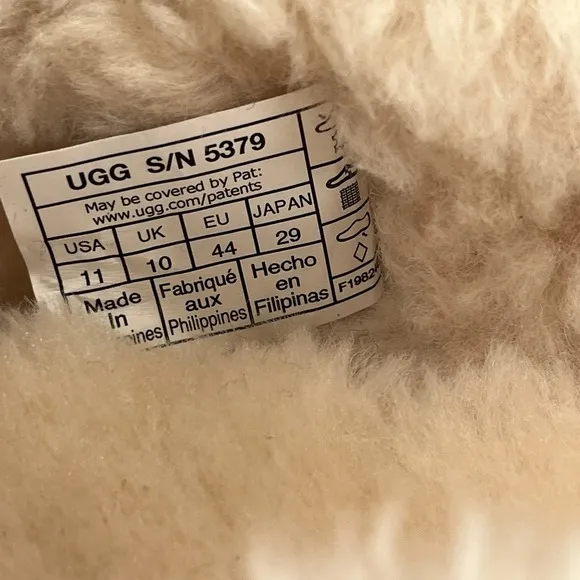 UGG S/N 5379
May be covered by Pat:
www.ugg.com/patents
USA UK EU JAPAN
11 10 44 29
Made Fabriqué Hecho
In aux en
Philippines Filipinas